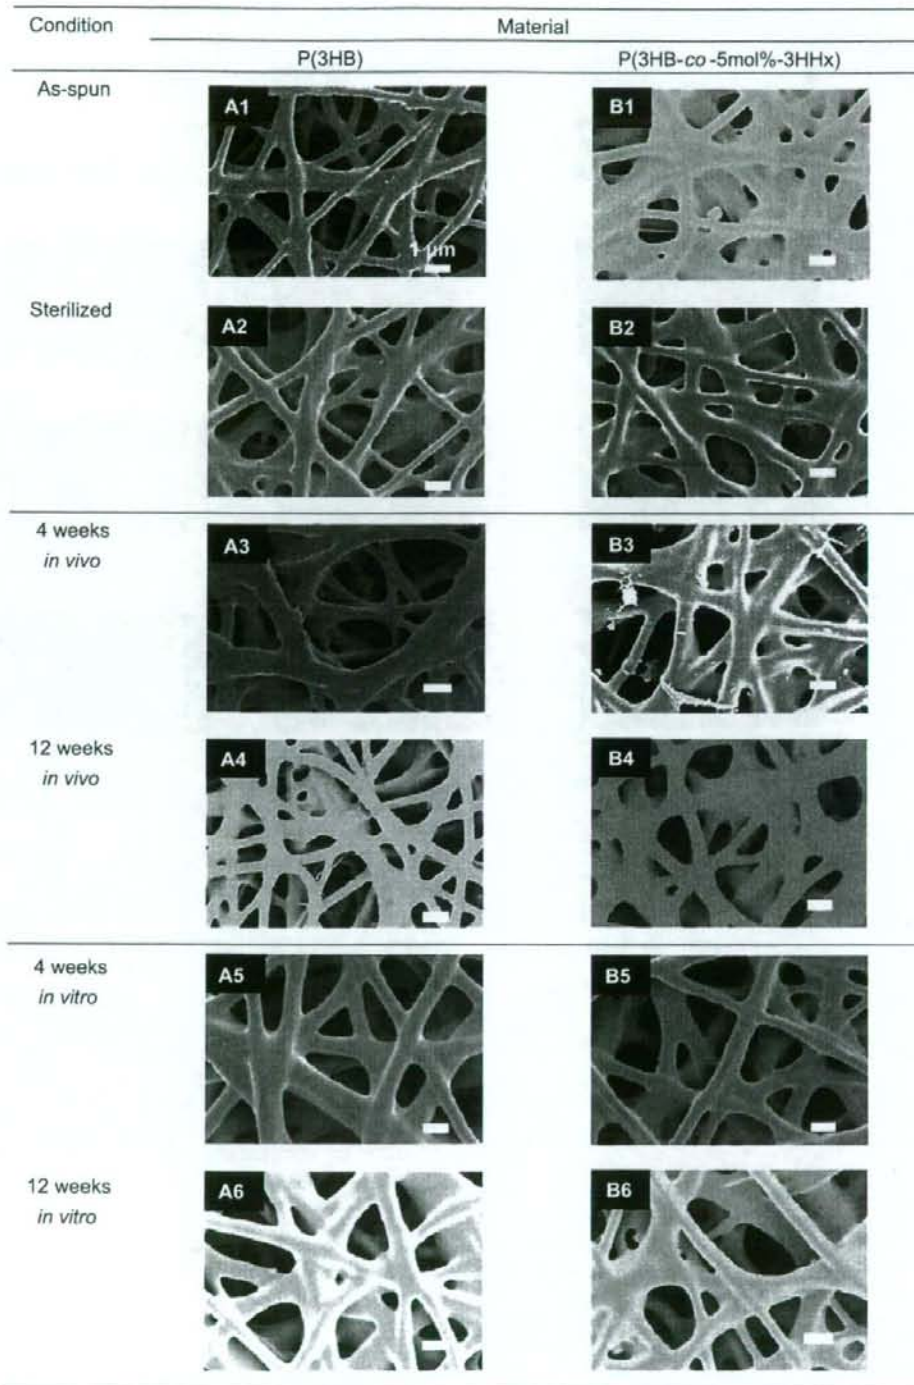 Condition Material
P(3HB) P(3HB-co-5mol%-3HHx)
As-spun A1 B1
1 μm
Sterilized A2 B2
4 weeks A3 B3
in vivo
12 weeks A4 B4
in vivo
4 weeks A5 B5
in vitro
12 weeks A6 B6
in vitro